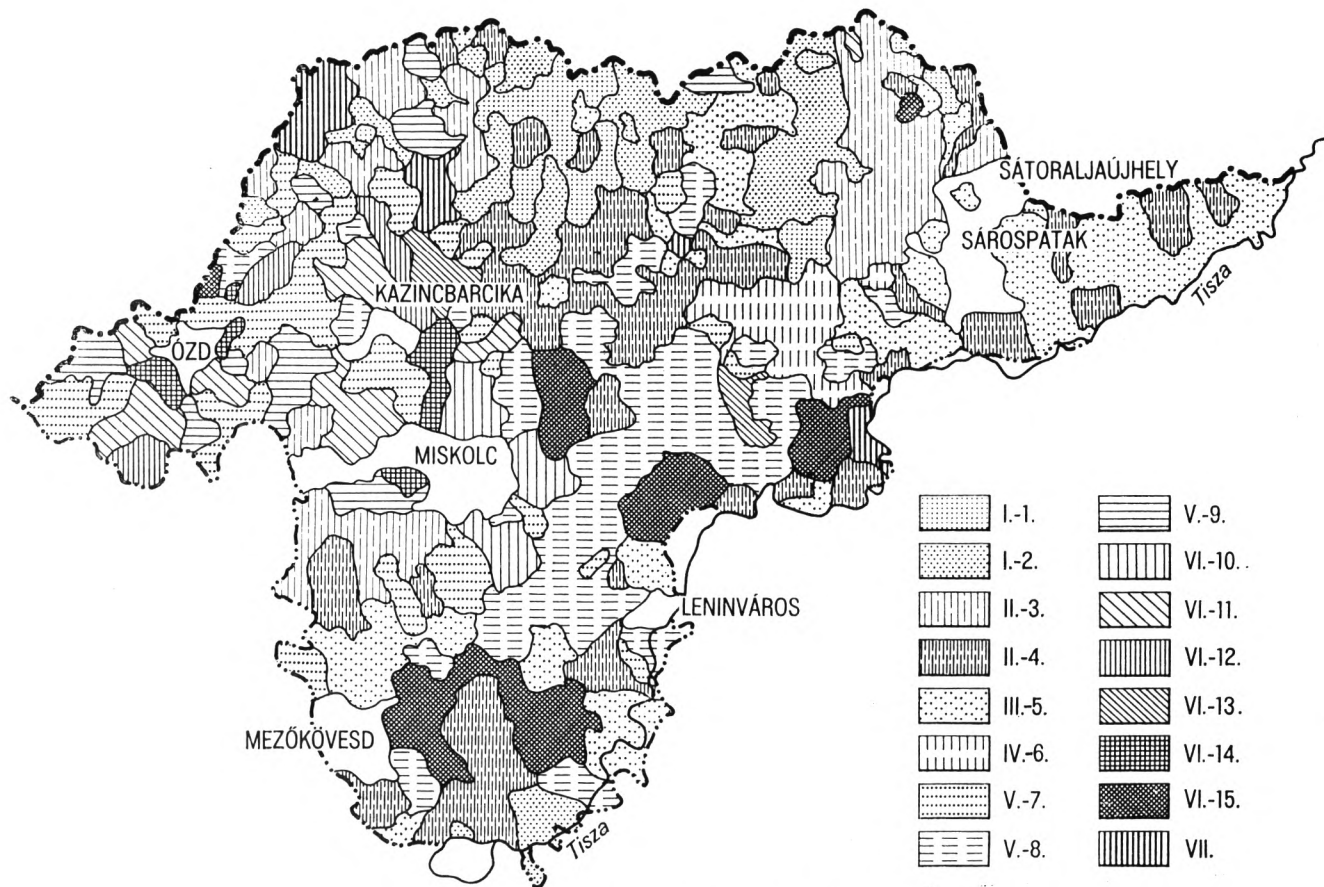 SÁTORALJAÚJHELY
SÁROSPATAK
Tisza
KAZINCBARCIKA
ÓZD
MISKOLC
LENINVÁROS
MEZŐKÖVESD
Tisza
I.-1.
I.-2.
II.-3.
II.-4.
III.-5.
IV.-6.
V.-7.
V.-8.
V.-9.
VI.-10.
VI.-11.
VI.-12.
VI.-13.
VI.-14.
VI.-15.
VII.